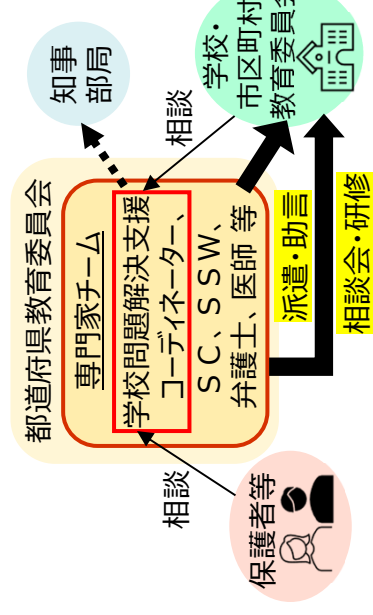 都道府県教育委員会
専門家チーム
学校問題解決支援
コーディネーター、
ＳＣ、ＳＳＷ、
弁護士、医師 等
知事
部局
相談
学校・
市区町村
教育委員会
派遣・助言
相談会・研修
相談
保護者等